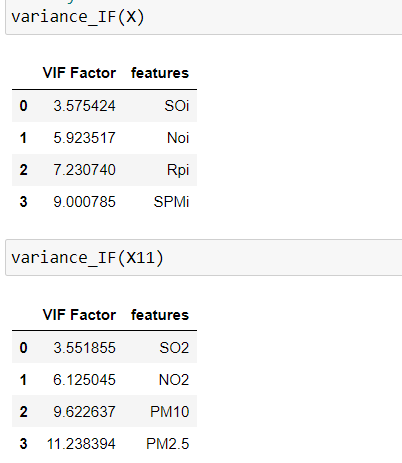 variance_IF(X)
VIF Factor features
0 3.575424 SOi
1 5.923517 Noi
2 7.230740 Rpi
3 9.000785 SPMi
variance_IF(X11)
VIF Factor features
0 3.551855 SO2
1 6.125045 NO2
2 9.622637 PM10
3 11.238394 PM2.5